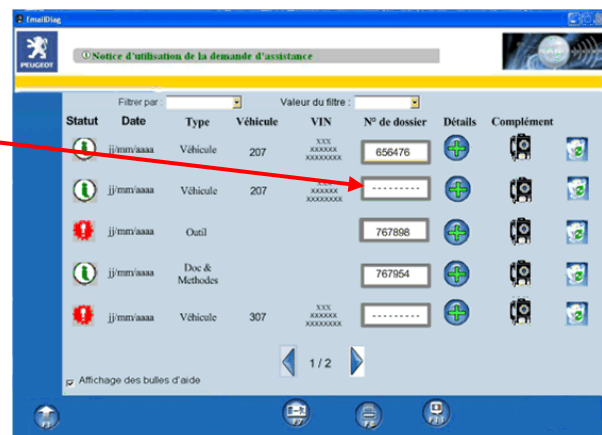 EmalDiag
PEUGEOT
Notice d'utilisation de la demande d'assistance
Filtrer par : Valeur du filtre :
Statut Date Type Véhicule VIN N° de dossier Détails Complément
jj/mm/aaaa Véhicule 207 xxx xxxxxx xxxxxxxx 656476
jj/mm/aaaa Véhicule 207 xxx xxxxxx xxxxxxxx ---------
jj/mm/aaaa Outil 767898
jj/mm/aaaa Doc & Methodes 767954
jj/mm/aaaa Véhicule 307 xxx xxxxxx xxxxxxxx ---------
1 / 2
Affichage des bulles d'aide